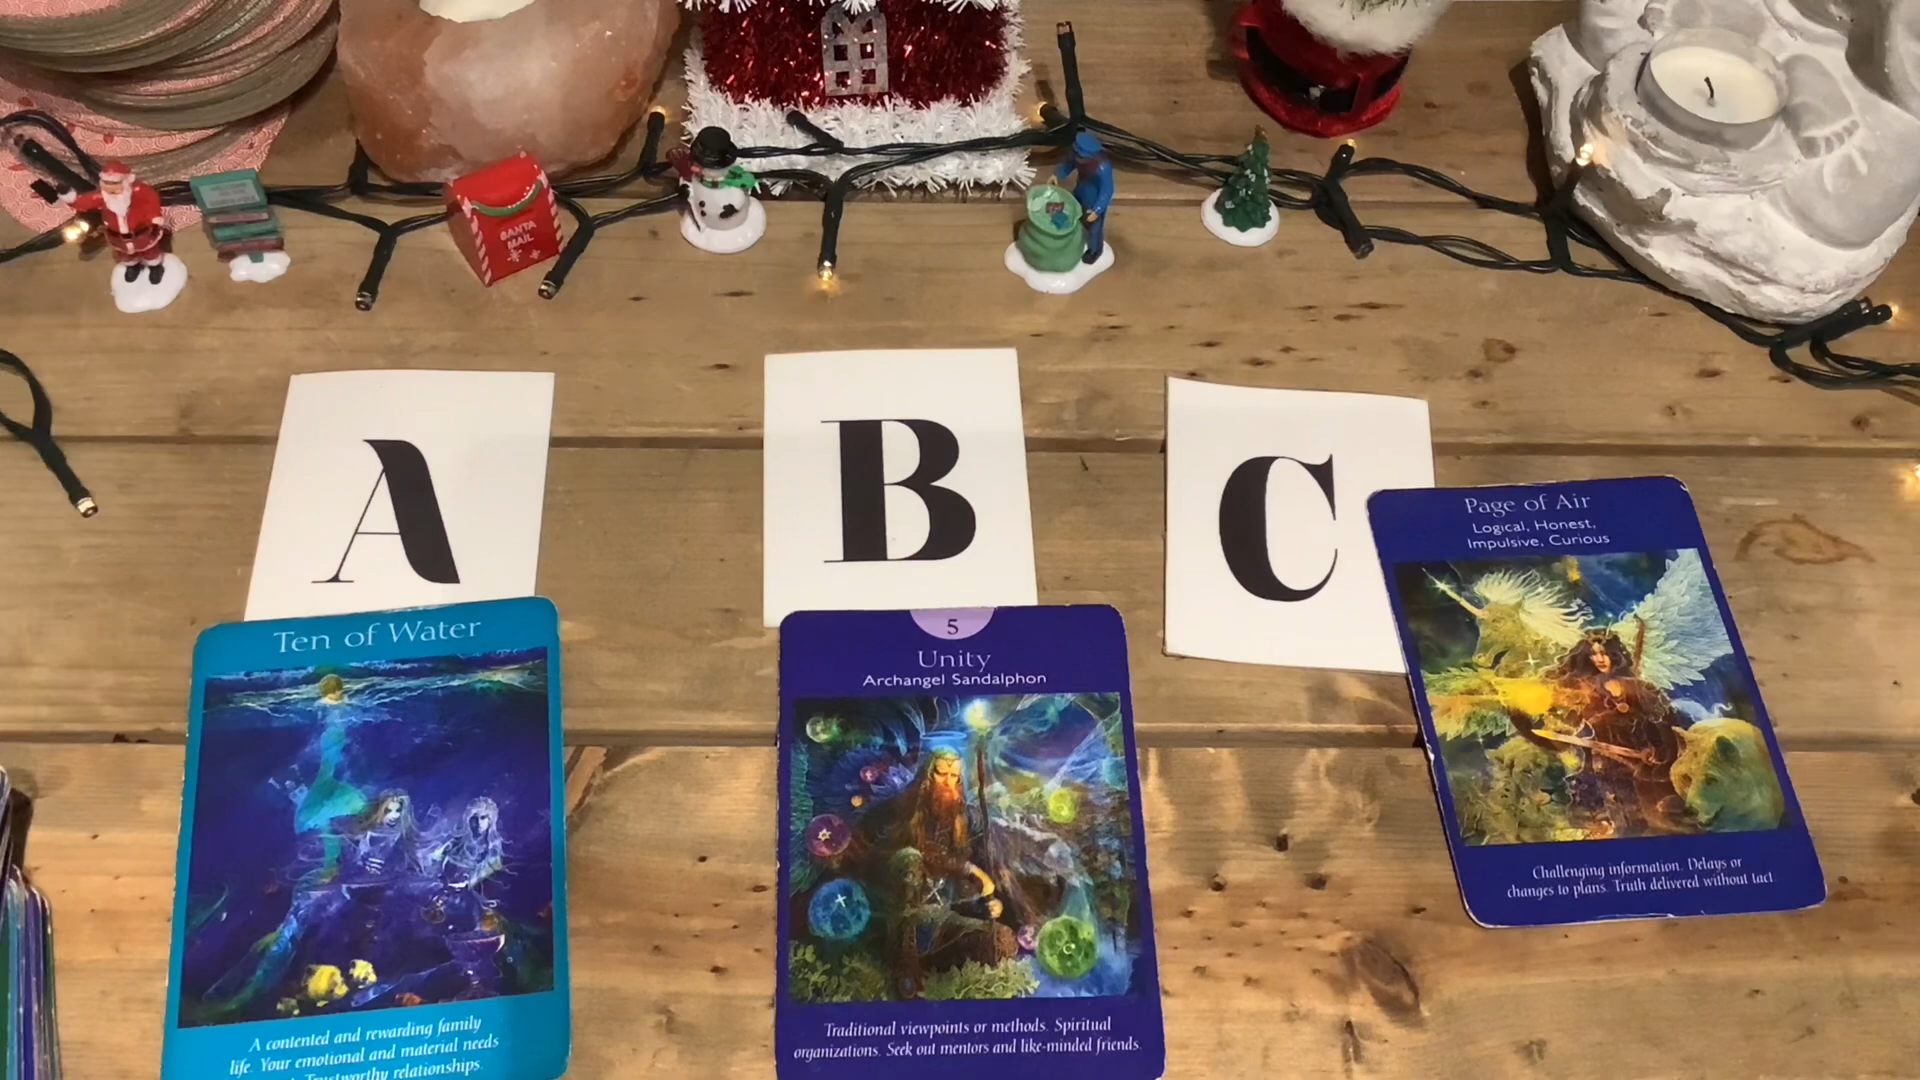 SANTA
MAIL
A
B
C
Page of Air
Logical, Honest,
Impulsive, Curious
Challenging information. Delays or
changes to plans. Truth delivered without tact.
Ten of Water
A contented and rewarding family
life. Your emotional and material needs
Trustworthy relationships.
5
Unity
Archangel Sandalphon
Traditional viewpoints or methods. Spiritual
organizations. Seek out mentors and like-minded friends.